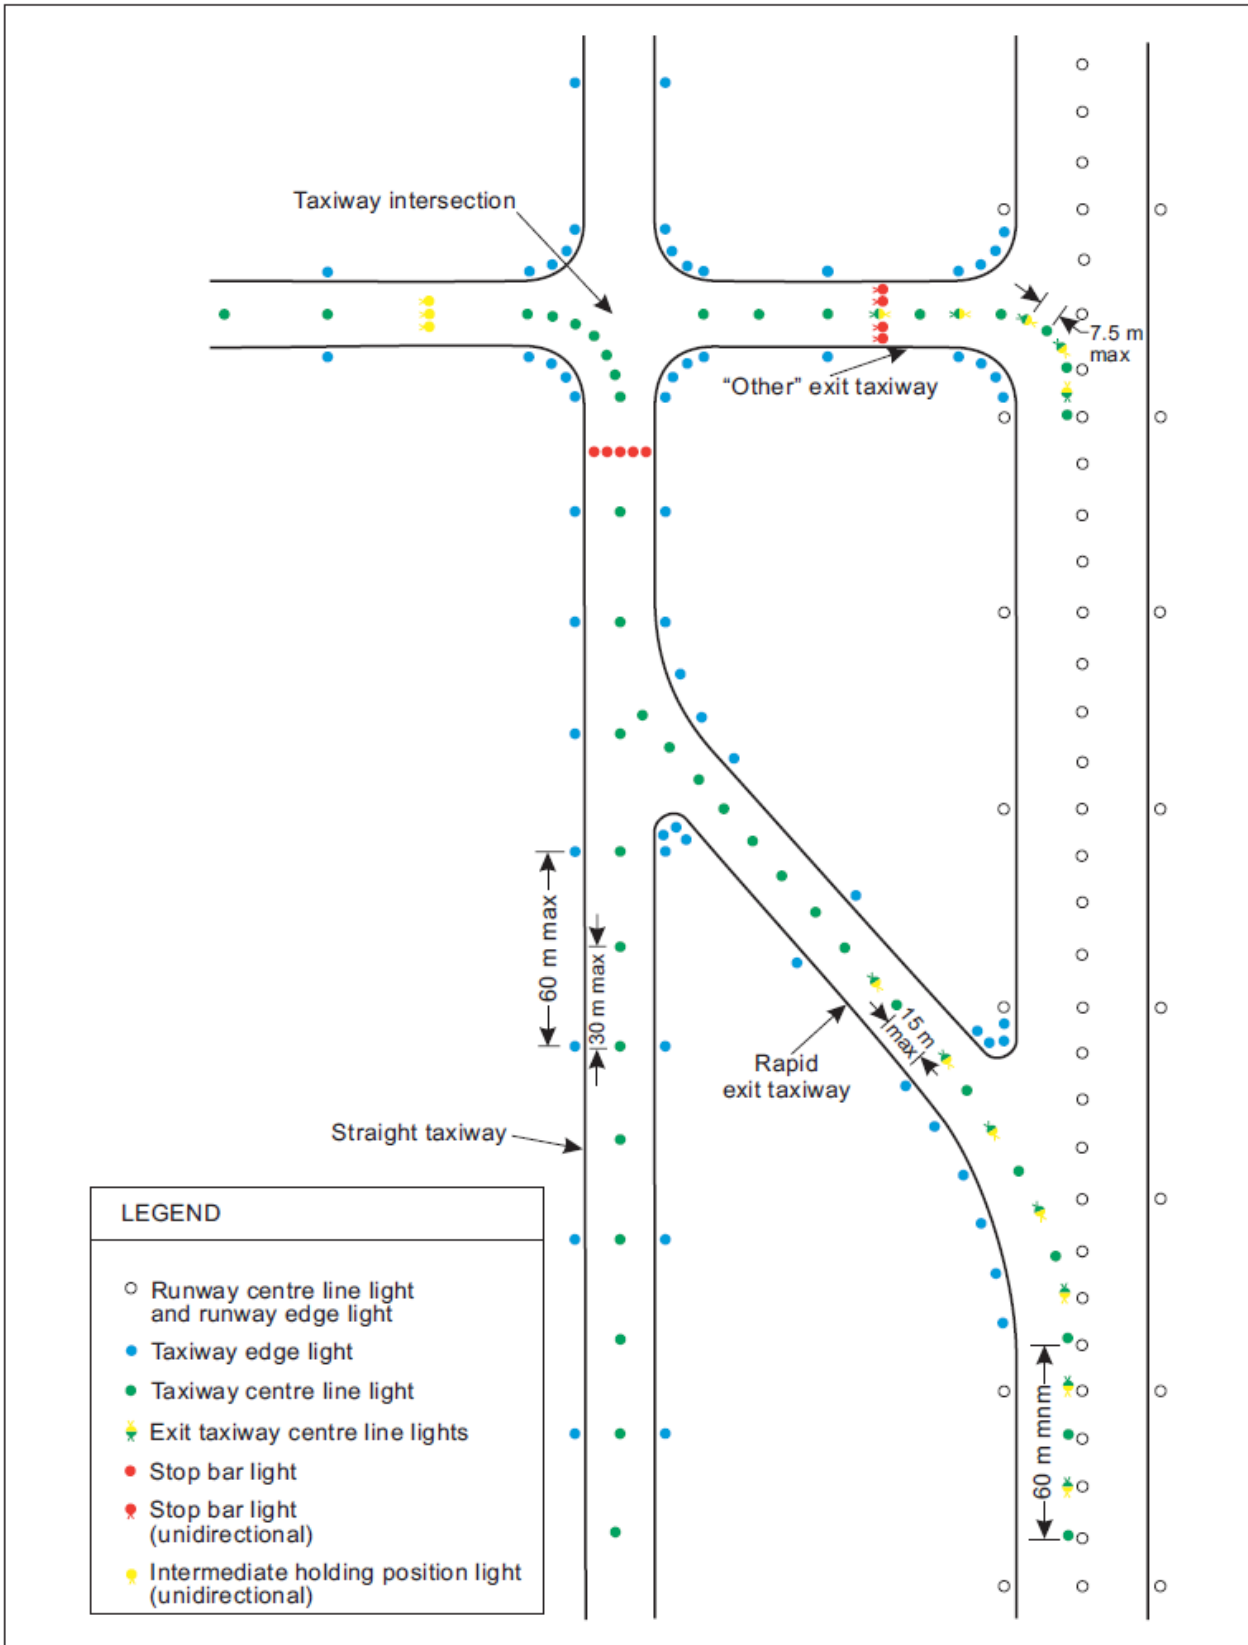 Taxiway intersection
7.5 m
max
“Other” exit taxiway
60 m max
30 m max
15 m
max
Rapid
exit taxiway
Straight taxiway
60 m mnm
LEGEND
Runway centre line light
and runway edge light
Taxiway edge light
Taxiway centre line light
Exit taxiway centre line lights
Stop bar light
Stop bar light
(unidirectional)
Intermediate holding position light
(unidirectional)